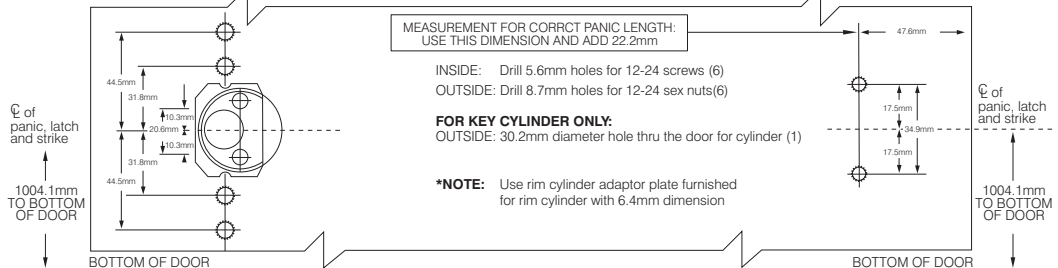 MEASUREMENT FOR CORRCT PANIC LENGTH:
USE THIS DIMENSION AND ADD 22.2mm
47.6mm
INSIDE: Drill 5.6mm holes for 12-24 screws (6)
OUTSIDE: Drill 8.7mm holes for 12-24 sex nuts(6)
FOR KEY CYLINDER ONLY:
OUTSIDE: 30.2mm diameter hole thru the door for cylinder (1)
*NOTE: Use rim cylinder adaptor plate furnished
for rim cylinder with 6.4mm dimension
44.5mm
31.8mm
10.3mm
20.6mm
10.3mm
31.8mm
44.5mm
℄ of
panic, latch
and strike
1004.1mm
TO BOTTOM
OF DOOR
BOTTOM OF DOOR
17.5mm
34.9mm
17.5mm
℄ of
panic, latch
and strike
1004.1mm
TO BOTTOM
OF DOOR
BOTTOM OF DOOR